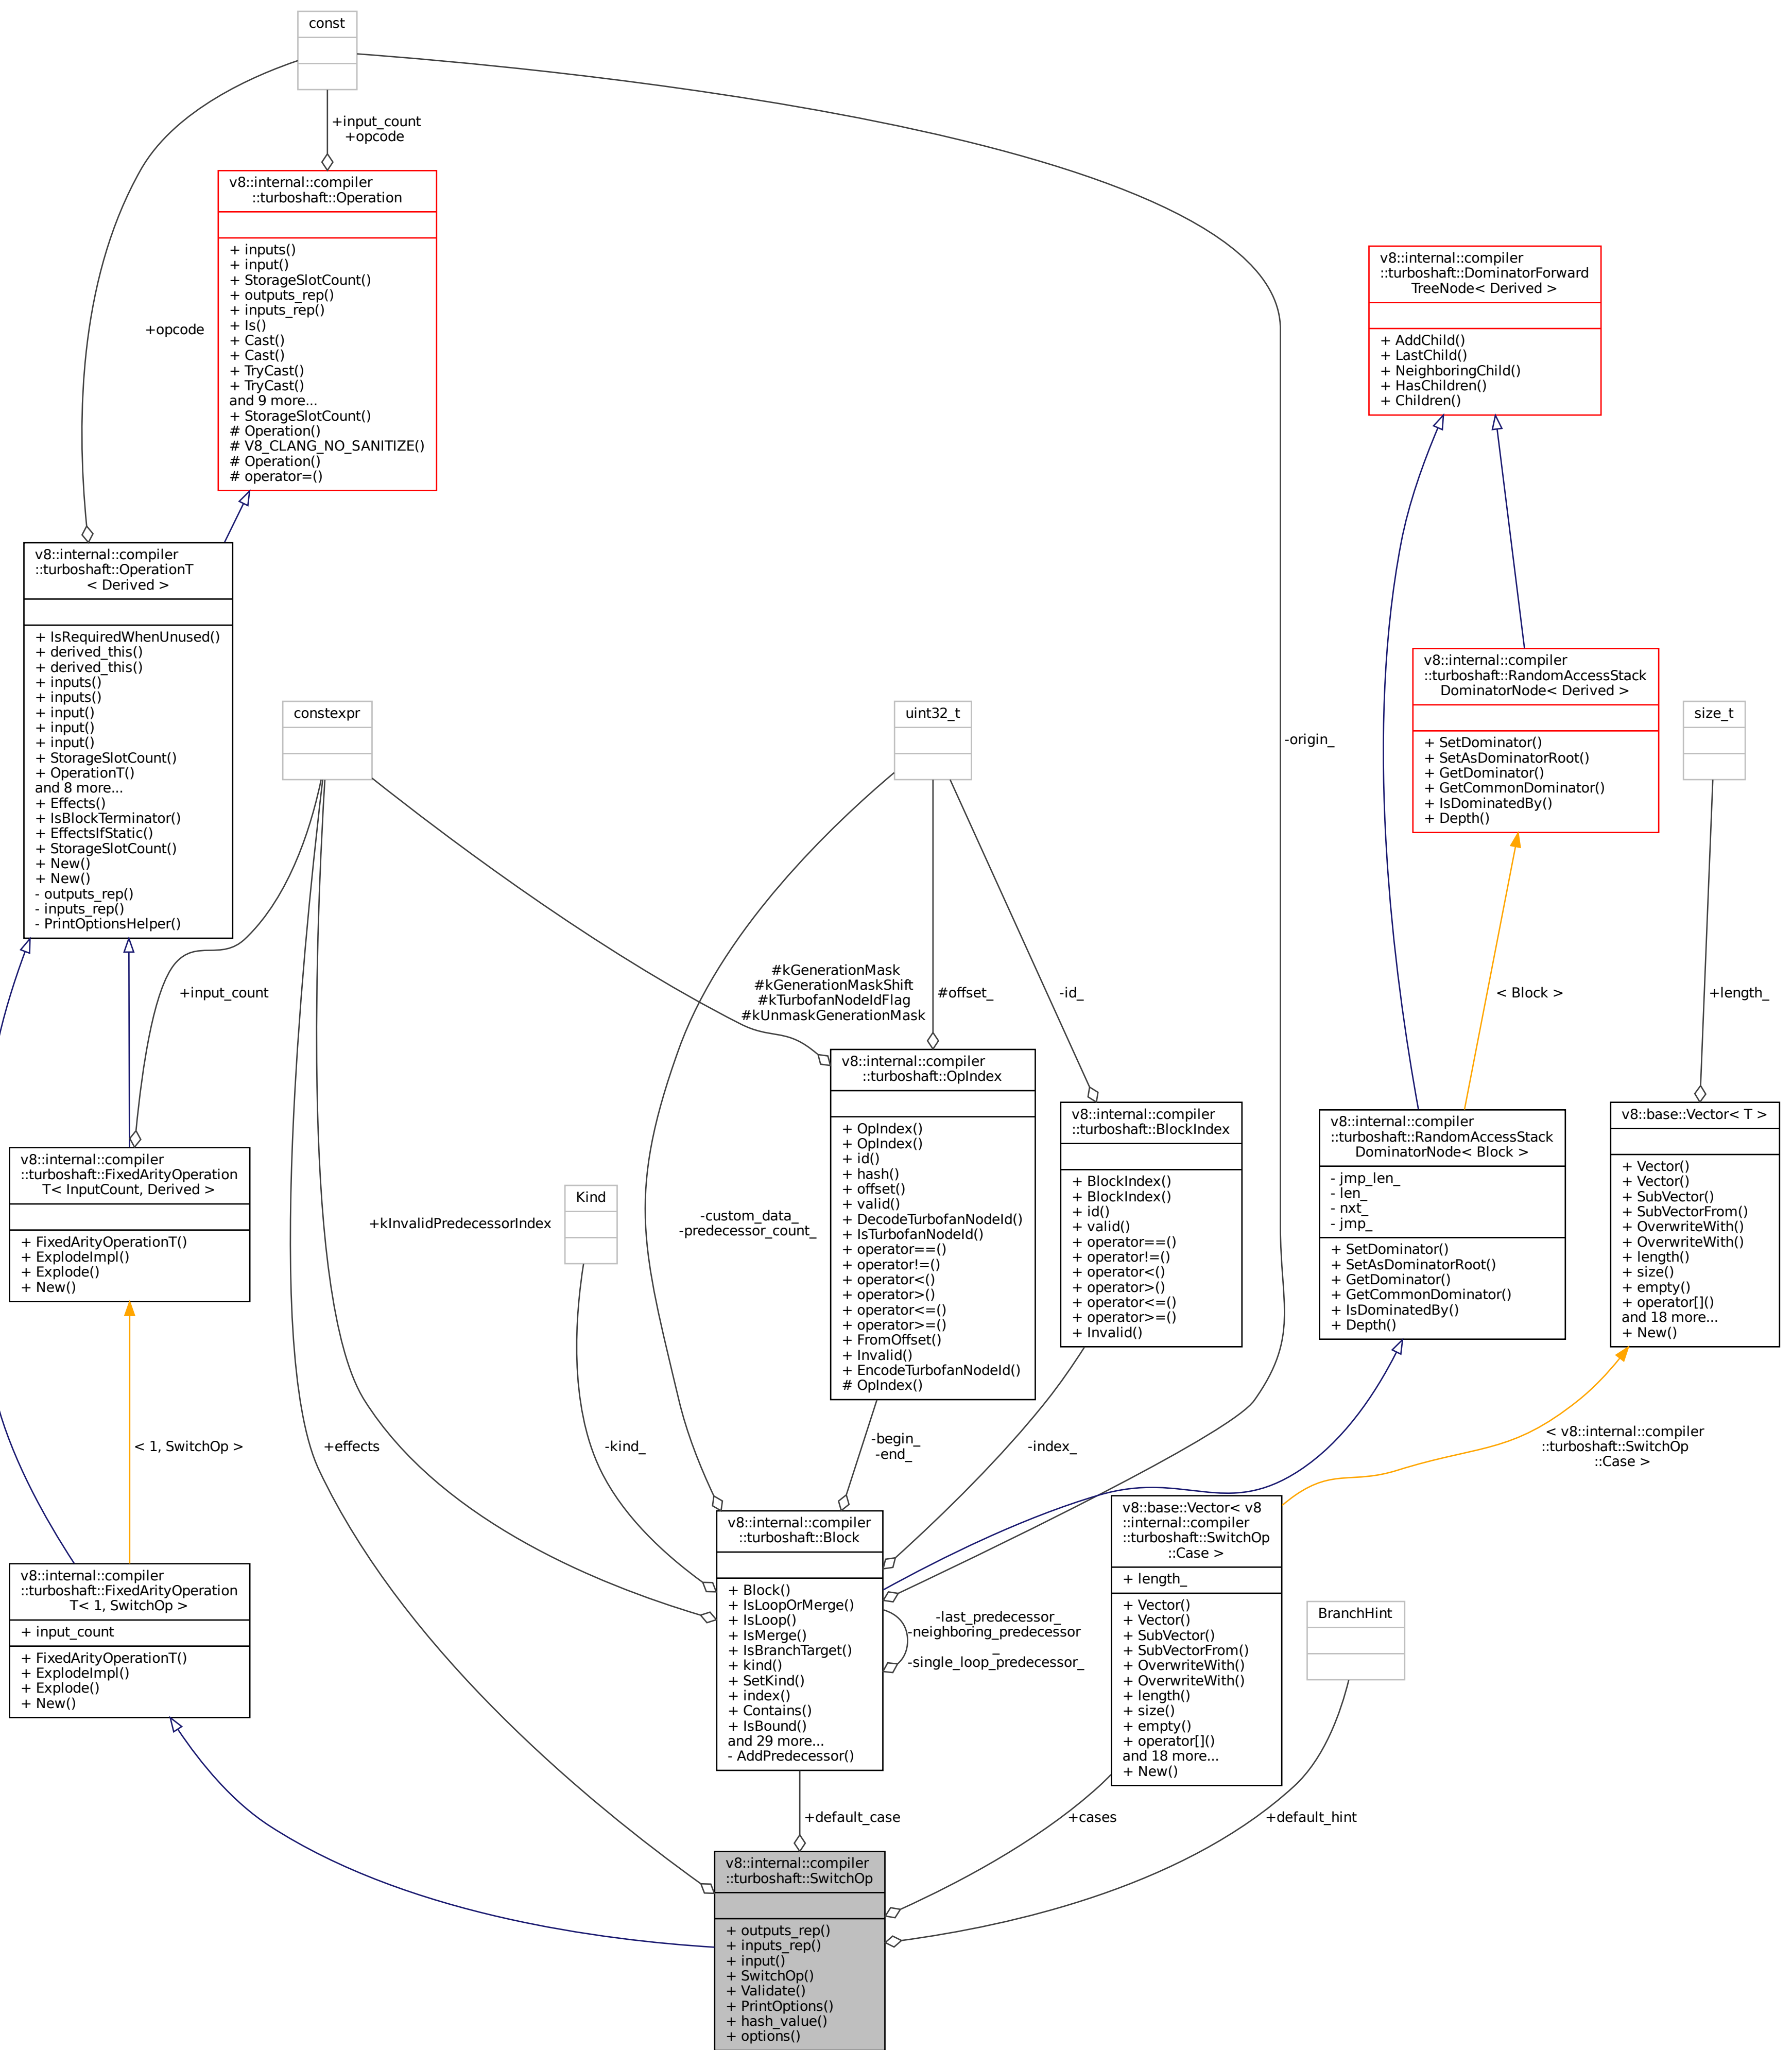 const
+input_count
+opcode
v8::internal::compiler
::turboshaft::Operation
+ inputs()
+ input()
+ StorageSlotCount()
+ outputs_rep()
+ inputs_rep()
+ Is()
+ Cast()
+ Cast()
+ TryCast()
+ TryCast()
and 9 more...
+ StorageSlotCount()
# Operation()
# V8_CLANG_NO_SANITIZE()
# Operation()
# operator=()
+opcode
v8::internal::compiler
::turboshaft::DominatorForward
TreeNode< Derived >
+ AddChild()
+ LastChild()
+ NeighboringChild()
+ HasChildren()
+ Children()
v8::internal::compiler
::turboshaft::OperationT
< Derived >
+ IsRequiredWhenUnused()
+ derived_this()
+ derived_this()
+ inputs()
+ inputs()
+ input()
+ input()
+ input()
+ StorageSlotCount()
+ OperationT()
and 8 more...
+ Effects()
+ IsBlockTerminator()
+ EffectsIfStatic()
+ StorageSlotCount()
+ New()
+ New()
- outputs_rep()
- inputs_rep()
- PrintOptionsHelper()
constexpr
uint32_t
-origin_
v8::internal::compiler
::turboshaft::RandomAccessStack
DominatorNode< Derived >
+ SetDominator()
+ SetAsDominatorRoot()
+ GetDominator()
+ GetCommonDominator()
+ IsDominatedBy()
+ Depth()
size_t
+input_count
#kGenerationMask
#kGenerationMaskShift
#kTurbofanNodeIdFlag
#kUnmaskGenerationMask
#offset_
-id_
< Block >
+length_
v8::internal::compiler
::turboshaft::FixedArityOperation
T< InputCount, Derived >
+ FixedArityOperationT()
+ ExplodeImpl()
+ Explode()
+ New()
+kInvalidPredecessorIndex
Kind
-custom_data_
-predecessor_count_
v8::internal::compiler
::turboshaft::OpIndex
+ OpIndex()
+ OpIndex()
+ id()
+ hash()
+ offset()
+ valid()
+ DecodeTurbofanNodeId()
+ IsTurbofanNodeId()
+ operator==()
+ operator!=()
+ operator<()
+ operator>()
+ operator<=()
+ operator>=()
+ FromOffset()
+ Invalid()
+ EncodeTurbofanNodeId()
# OpIndex()
v8::internal::compiler
::turboshaft::BlockIndex
+ BlockIndex()
+ BlockIndex()
+ id()
+ valid()
+ operator==()
+ operator!=()
+ operator<()
+ operator>()
+ operator<=()
+ operator>=()
+ Invalid()
v8::internal::compiler
::turboshaft::RandomAccessStack
DominatorNode< Block >
- jmp_len_
- len_
- nxt_
- jmp_
+ SetDominator()
+ SetAsDominatorRoot()
+ GetDominator()
+ GetCommonDominator()
+ IsDominatedBy()
+ Depth()
v8::base::Vector< T >
+ Vector()
+ Vector()
+ SubVector()
+ SubVectorFrom()
+ OverwriteWith()
+ OverwriteWith()
+ length()
+ size()
+ empty()
+ operator[]()
and 18 more...
+ New()
< 1, SwitchOp >
+effects
-kind_
-begin_
-end_
-index_
< v8::internal::compiler
::turboshaft::SwitchOp
::Case >
v8::internal::compiler
::turboshaft::FixedArityOperation
T< 1, SwitchOp >
+ input_count
+ FixedArityOperationT()
+ ExplodeImpl()
+ Explode()
+ New()
v8::internal::compiler
::turboshaft::Block
+ Block()
+ IsLoopOrMerge()
+ IsLoop()
+ IsMerge()
+ IsBranchTarget()
+ kind()
+ SetKind()
+ index()
+ Contains()
+ IsBound()
and 29 more...
- AddPredecessor()
-last_predecessor_
-neighboring_predecessor
_
-single_loop_predecessor_
v8::base::Vector< v8
::internal::compiler
::turboshaft::SwitchOp
::Case >
+ length_
+ Vector()
+ Vector()
+ SubVector()
+ SubVectorFrom()
+ OverwriteWith()
+ OverwriteWith()
+ length()
+ size()
+ empty()
+ operator[]()
and 18 more...
+ New()
BranchHint
+default_case
+cases
+default_hint
v8::internal::compiler
::turboshaft::SwitchOp
+ outputs_rep()
+ inputs_rep()
+ input()
+ SwitchOp()
+ Validate()
+ PrintOptions()
+ hash_value()
+ options()